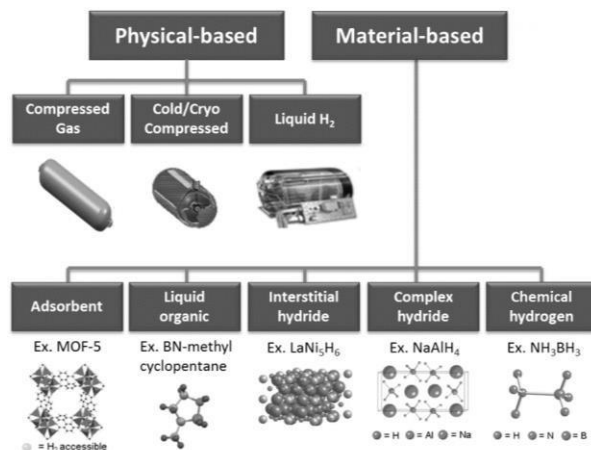 Physical-based
Material-based
Compressed
Gas
Cold/Cryo
Compressed
Liquid H₂
Adsorbent
Liquid
organic
Interstitial
hydride
Complex
hydride
Chemical
hydrogen
Ex. MOF-5
Ex. BN-methyl
cyclopentane
Ex. LaNi₅H₆
Ex. NaAlH₄
Ex. NH₃BH₃
= H₂ accessible
= H = Al = Na
= H = N = B